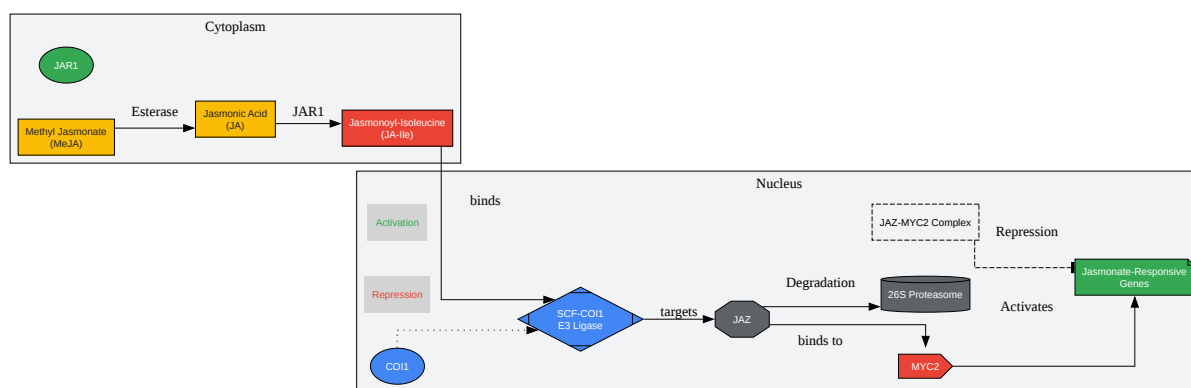 Cytoplasm
JAR1
Esterase
JAR1
Methyl Jasmonate
(MeJA)
Jasmonic Acid
(JA)
Jasmonoyl-Isoleucine
(JA-Ile)
Nucleus
binds
Activation
JAZ-MYC2 Complex
Repression
Repression
Degradation
Jasmonate-Responsive
Genes
26S Proteasome
Activates
SCF-COI1
E3 Ligase
targets
JAZ
binds to
COI1
MYC2